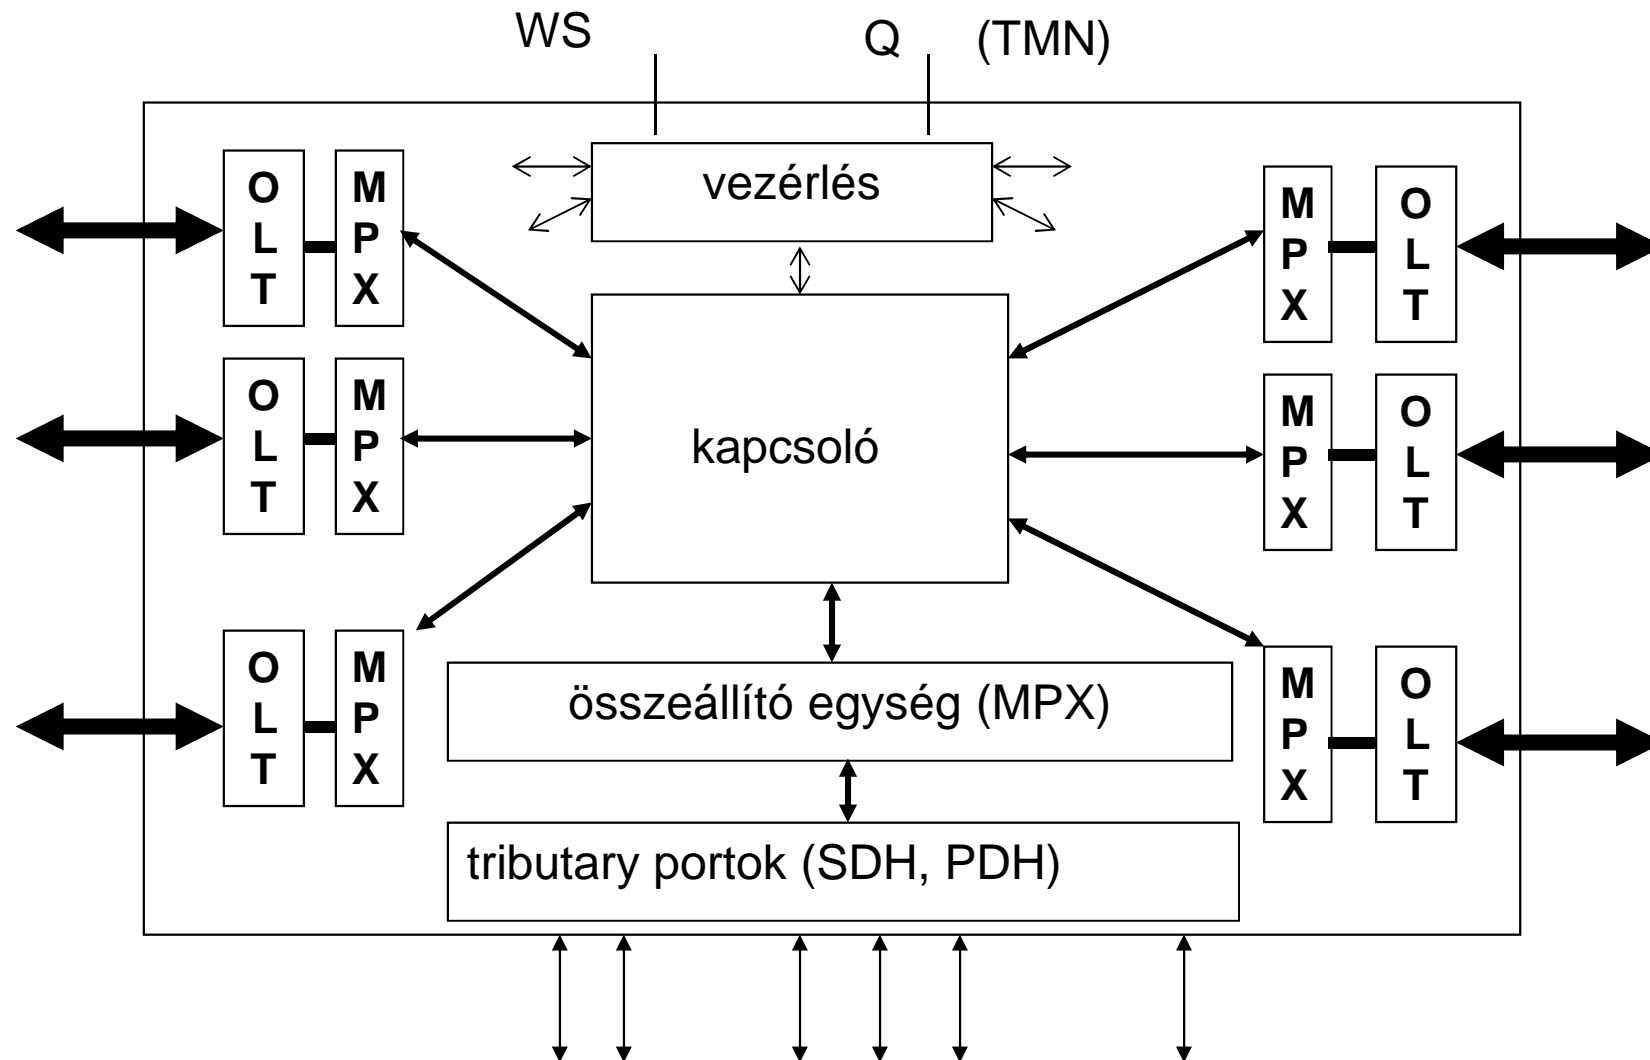 WS
Q (TMN)
vezérlés
O
L
T
M
P
X
M
P
X
O
L
T
O
L
T
M
P
X
kapcsoló
M
P
X
O
L
T
O
L
T
M
P
X
M
P
X
O
L
T
összeállító egység (MPX)
tributary portok (SDH, PDH)